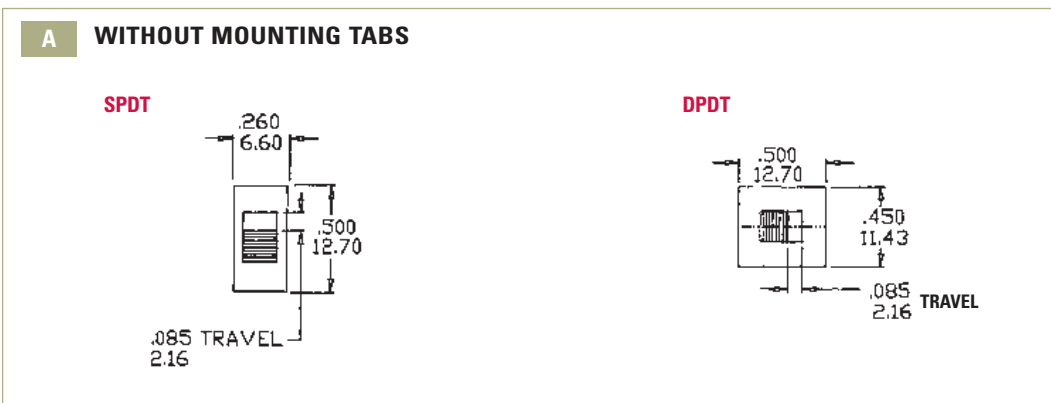 A WITHOUT MOUNTING TABS
SPDT
.260
6.60
.500
12.70
.085 TRAVEL
2.16
DPDT
.500
12.70
.450
11.43
.085 TRAVEL
2.16